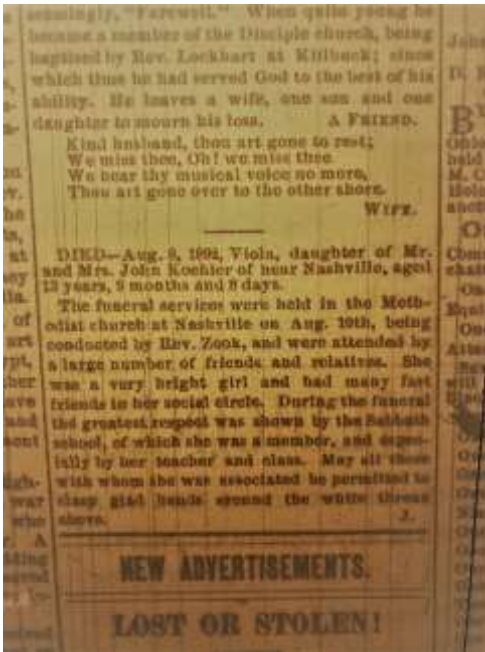 seemingly, "Farewell." When quite young he
became a member of the Disciple church, being
baptised by Rev. Lockhart at Killbuck; since
which time he had served God to the best of his
ability. He leaves a wife, one son and one
daughter to mourn his loss. A FRIEND.
Kind husband, thou art gone to rest;
We miss thee, Oh! we miss thee
We hear thy musical voice no more,
Thou art gone over to the other shore.
WIFE.
DIED—Aug. 8, 1894, Viola, daughter of Mr.
and Mrs. John Koehler of near Nashville, aged
13 years, 9 months and 8 days.
The funeral services were held in the Meth-
odist church at Nashville on Aug. 10th, being
conducted by Rev. Zook, and were attended by
a large number of friends and relatives. She
was a very bright girl and had many fast
friends in her social circle. During the funeral
the greatest respect was shown by the Sabbath
school, of which she was a member, and espec-
ially by her teacher and class. May all those
with whom she was associated be permitted to
clasp glad hands around the white throne
above. J.
NEW ADVERTISEMENTS.
LOST OR STOLEN!